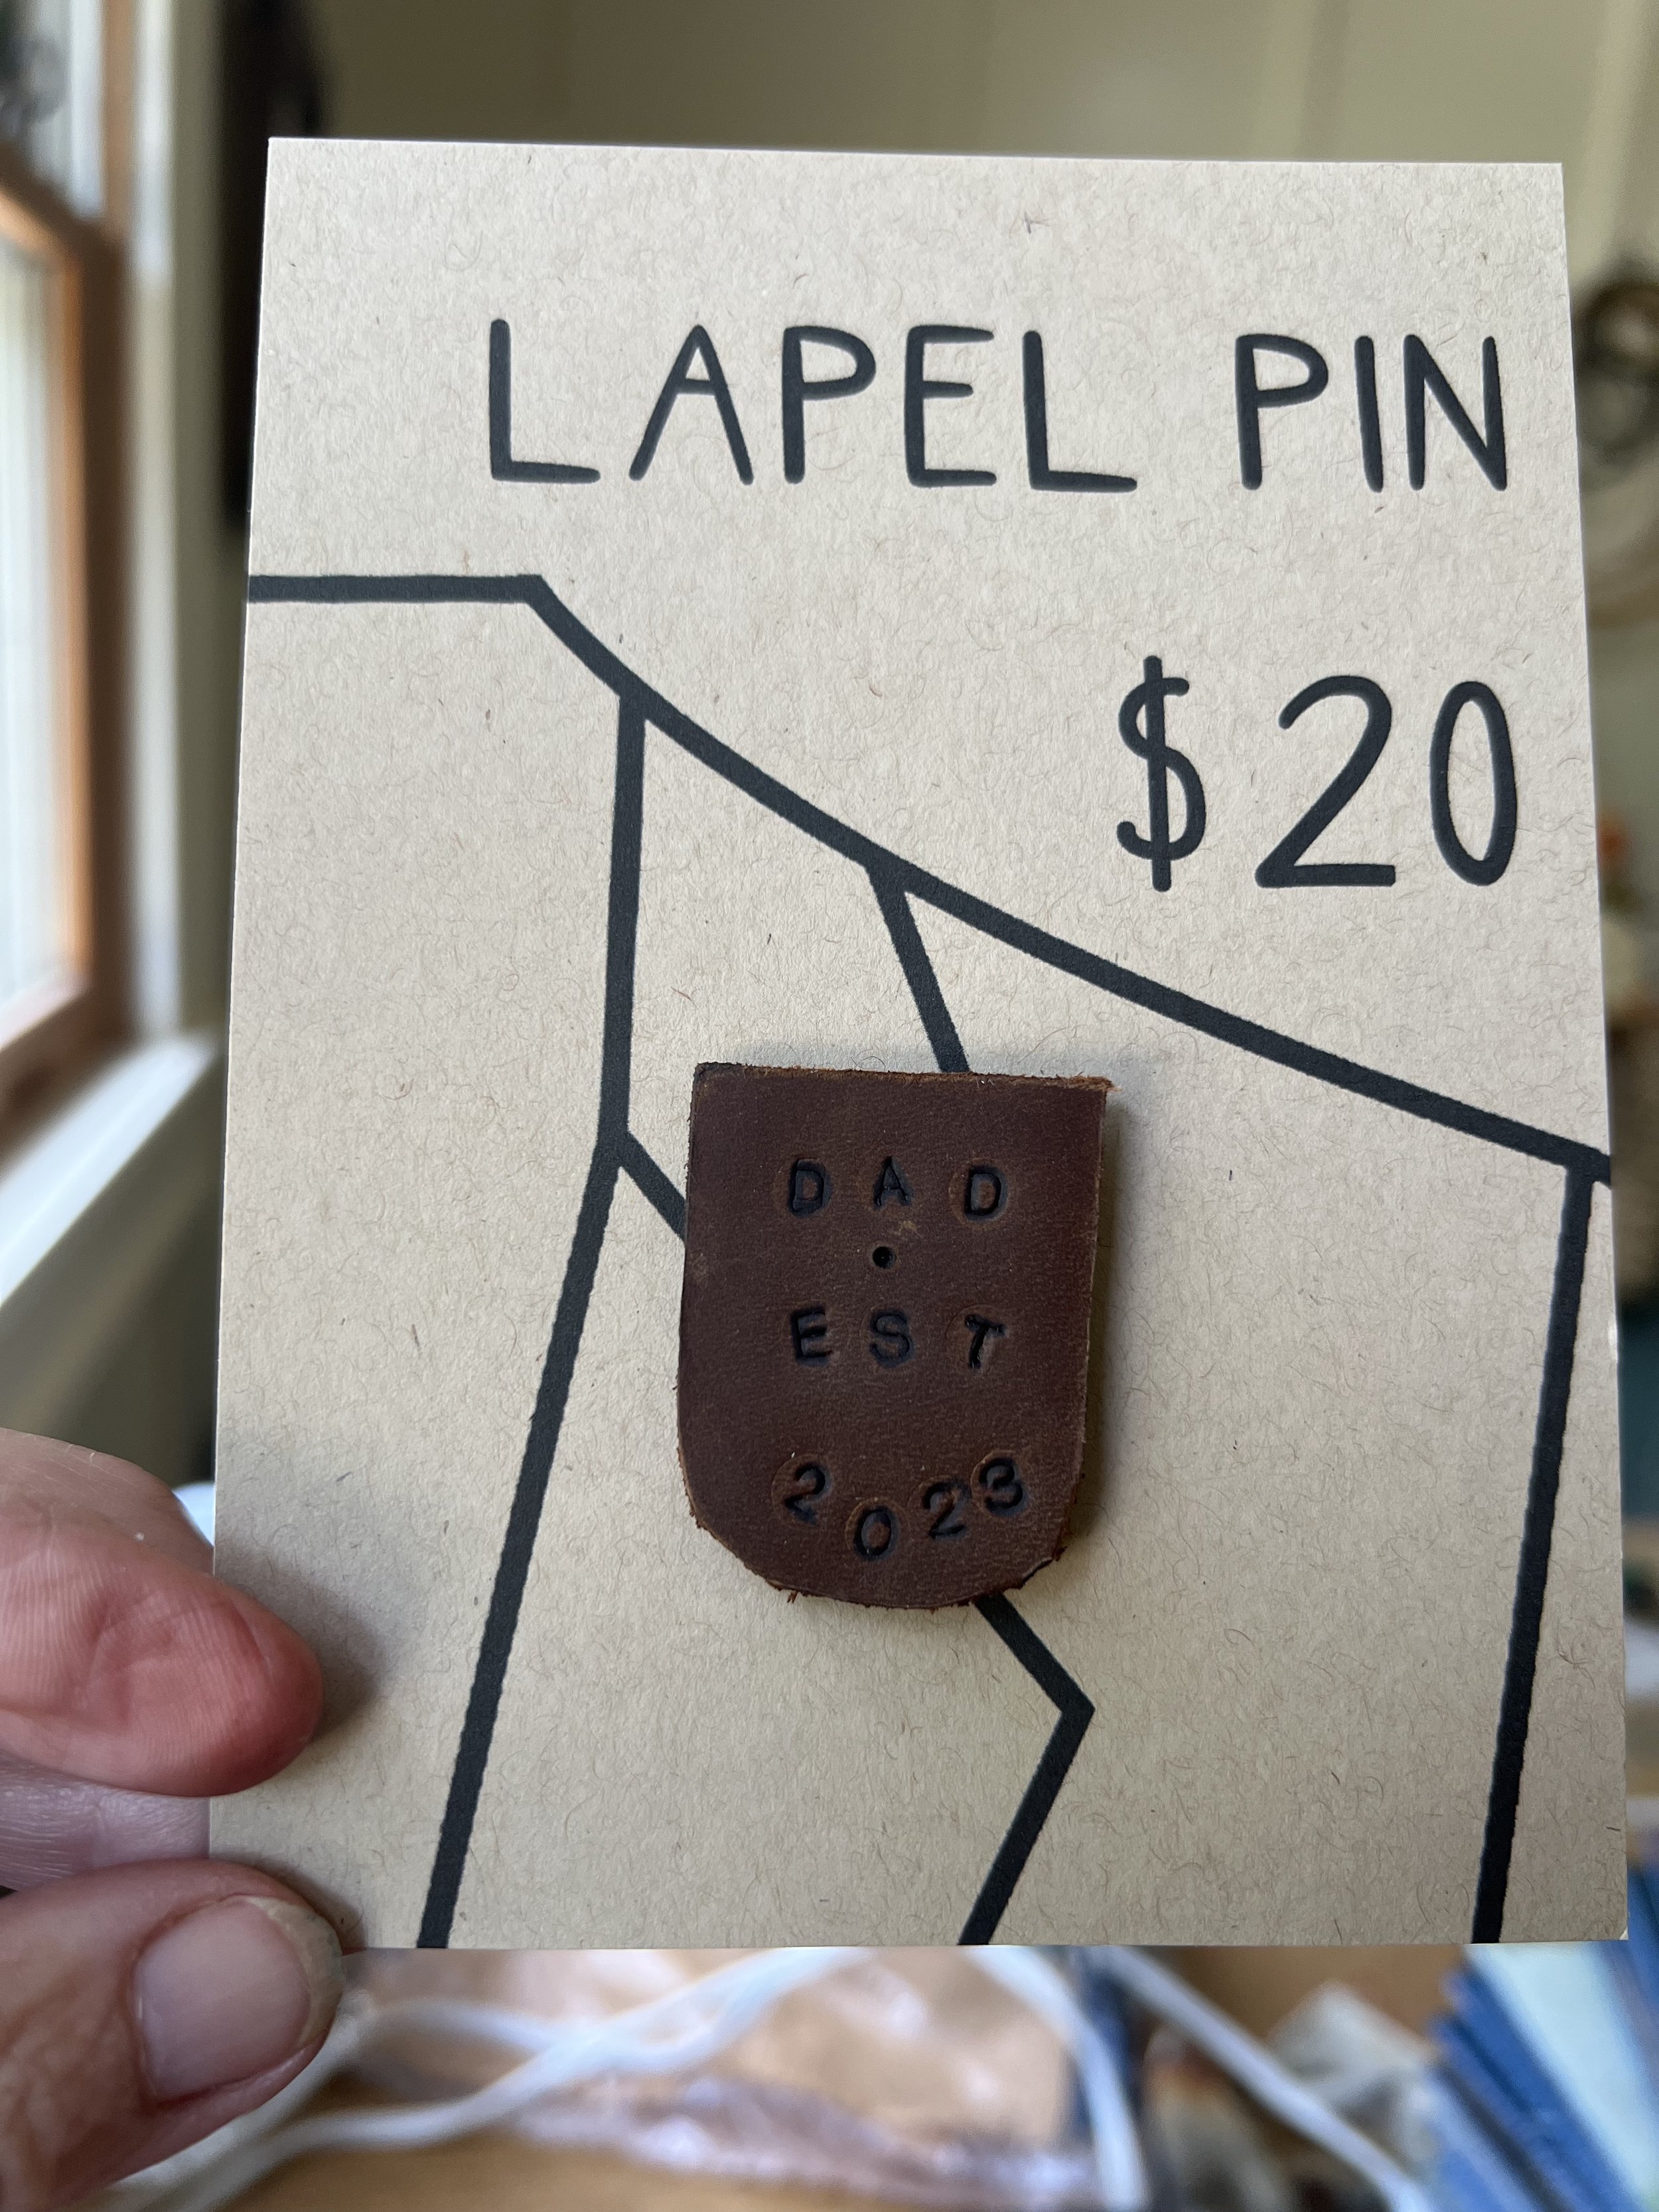 LAPEL PIN
$20
DAD
•
EST
2023